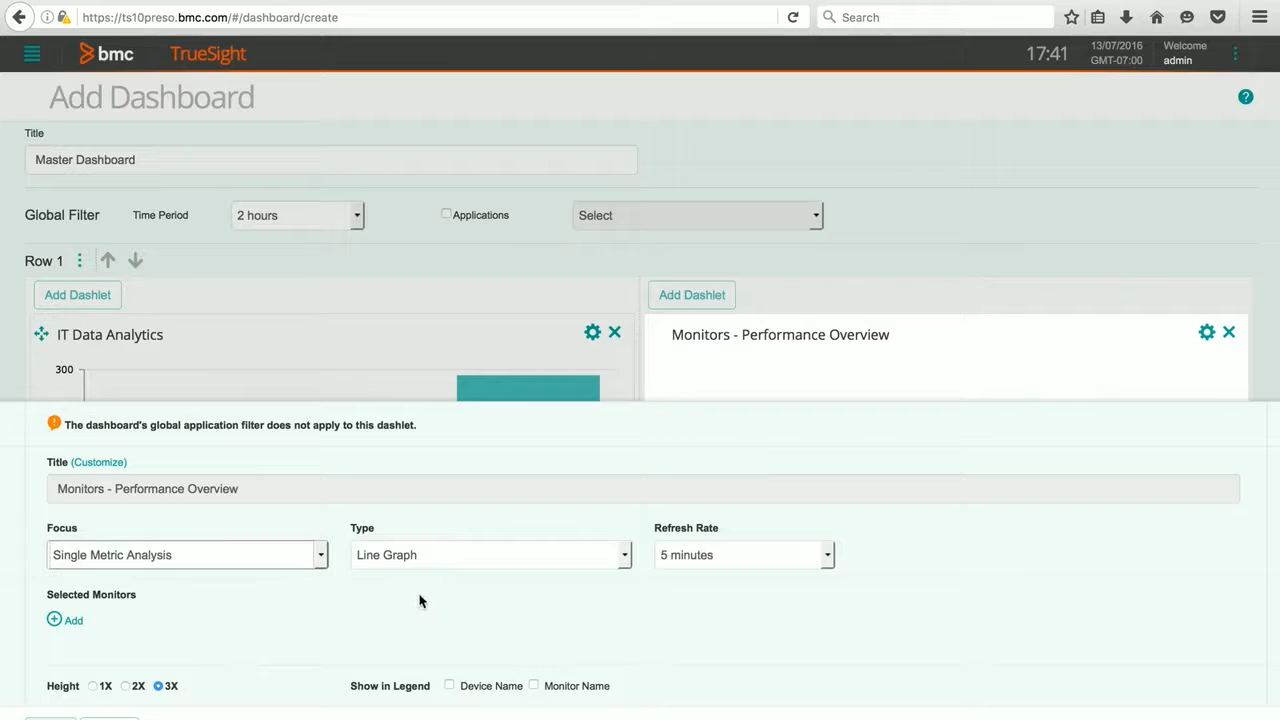 https://ts10preso.bmc.com/#/dashboard/create
Search
bmc TrueSight
17:41
13/07/2016
GMT-07:00
Welcome
admin
Add Dashboard
?
Title
Master Dashboard
Global Filter Time Period 2 hours Applications Select
Row 1
Add Dashlet Add Dashlet
IT Data Analytics Monitors - Performance Overview
300
The dashboard's global application filter does not apply to this dashlet.
Title (Customize)
Monitors - Performance Overview
Focus Type Refresh Rate
Single Metric Analysis Line Graph 5 minutes
Selected Monitors
Add
Height 1X 2X 3X Show in Legend Device Name Monitor Name